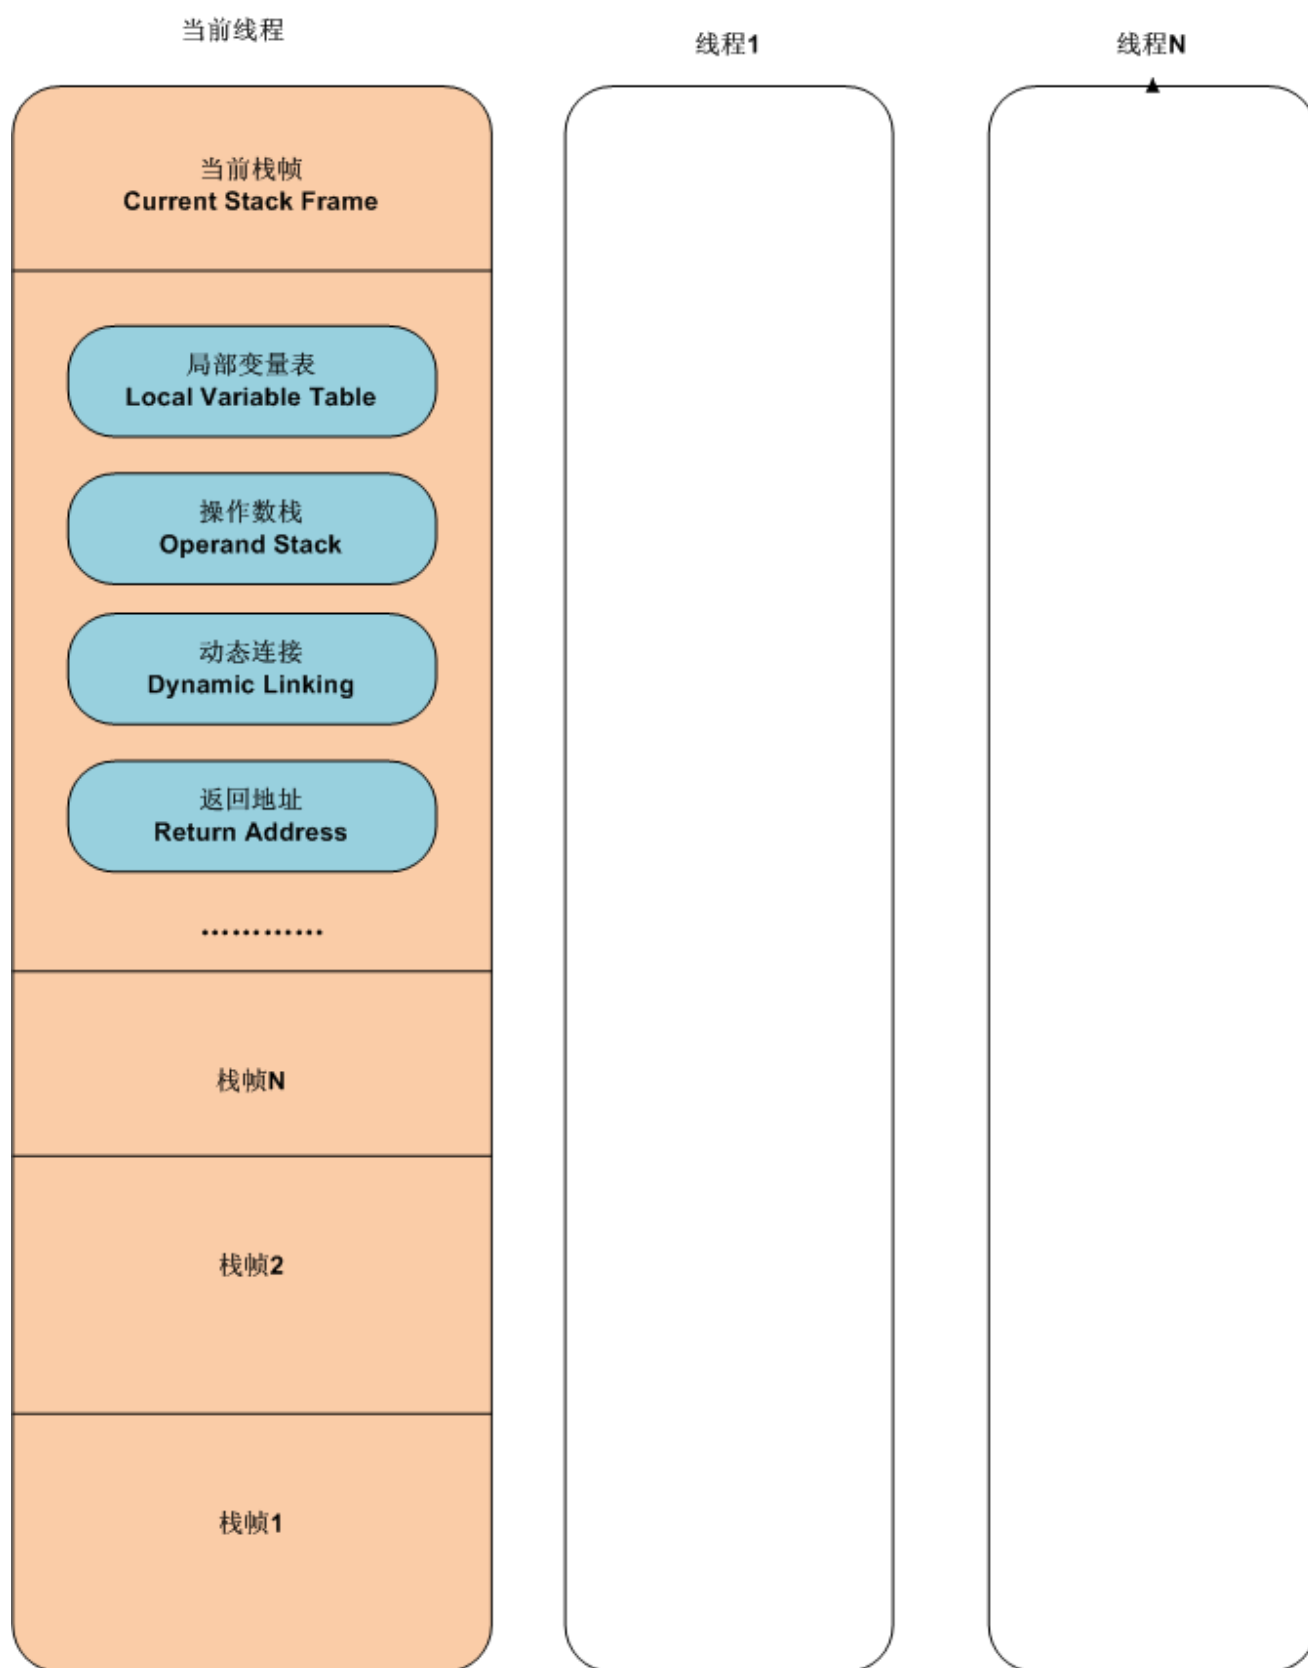 当前线程
线程1
线程N
当前栈帧
Current Stack Frame
局部变量表
Local Variable Table
操作数栈
Operand Stack
动态连接
Dynamic Linking
返回地址
Return Address
…………
栈帧N
栈帧2
栈帧1